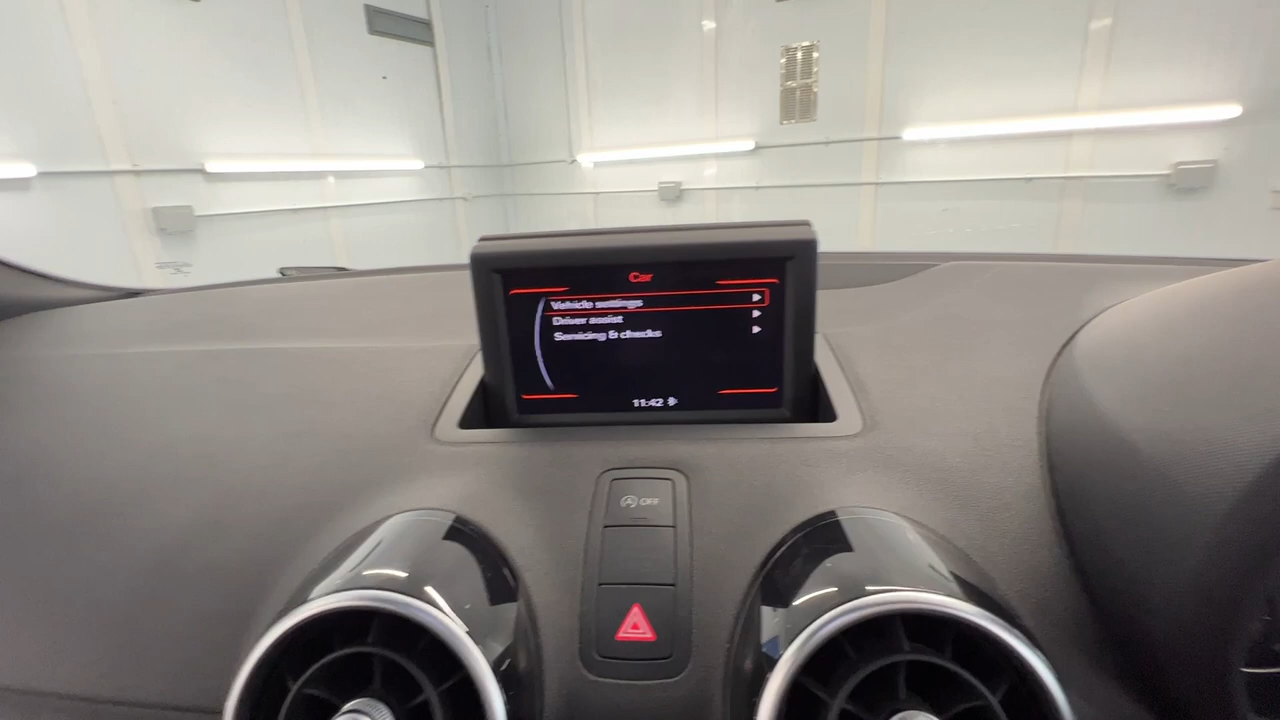 Car
Vehicle settings
Driver assist
Servicing & checks
11:42
OFF